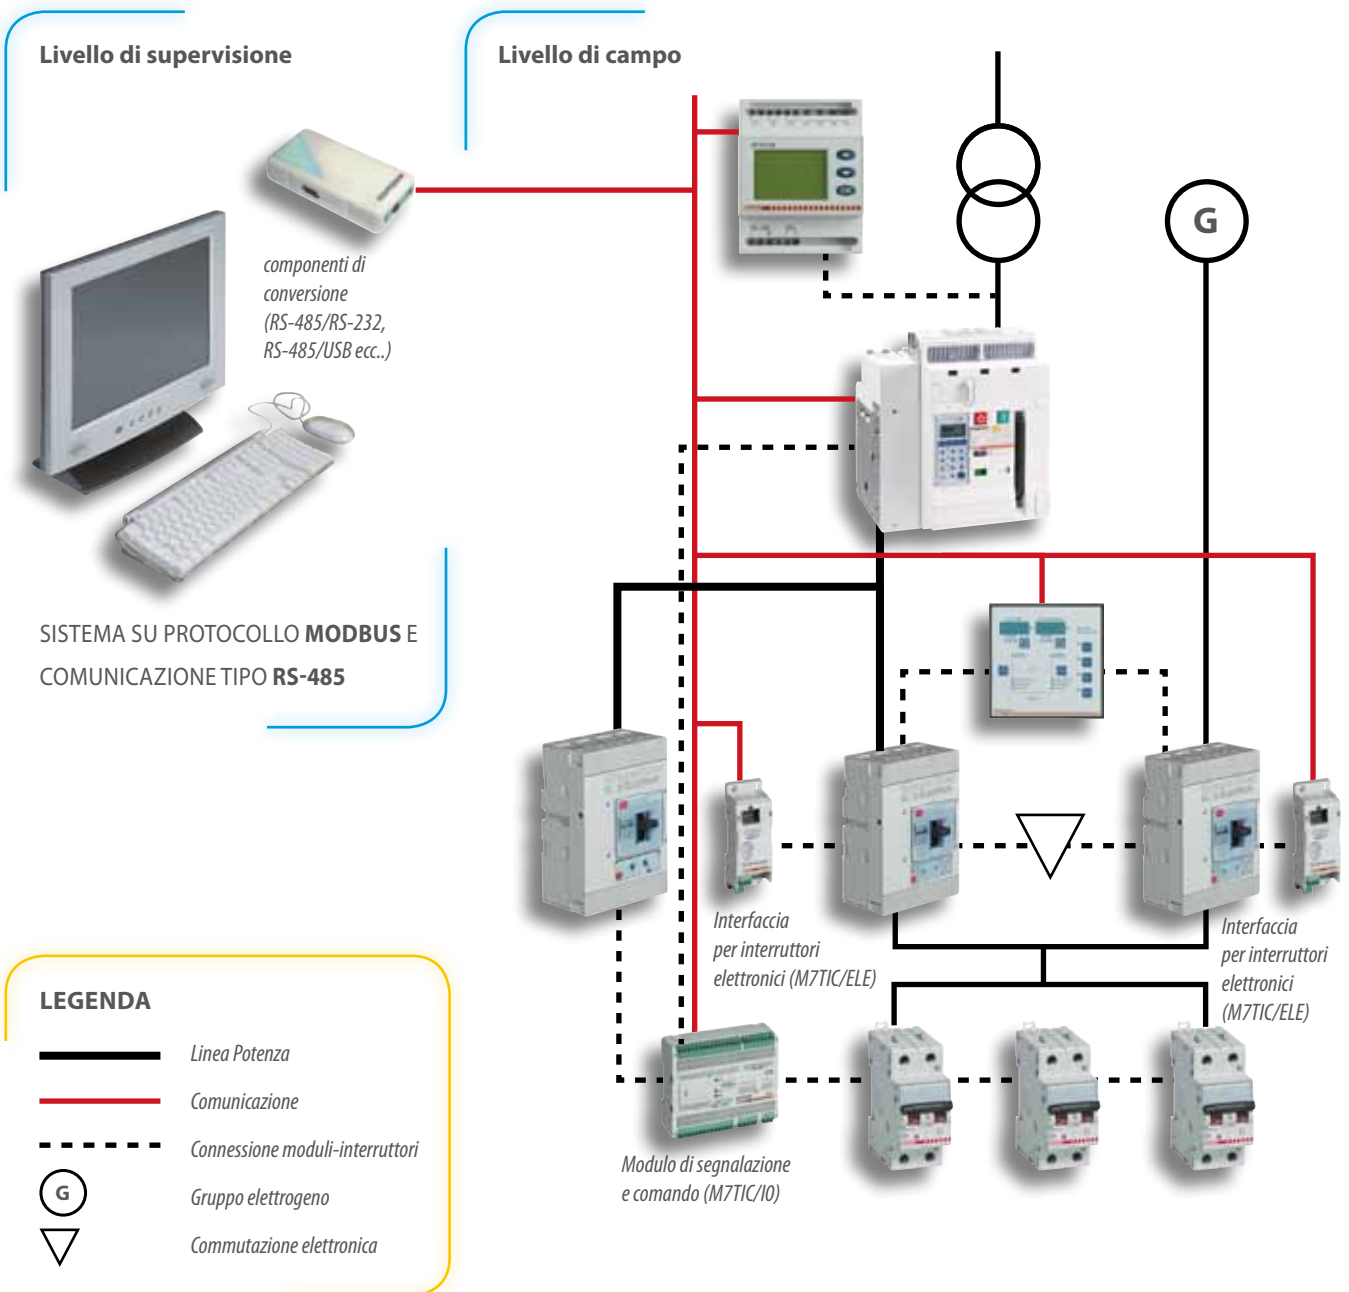 Livello di supervisione
Livello di campo
componenti di
conversione
(RS-485/RS-232,
RS-485/USB ecc..)
G
SISTEMA SU PROTOCOLLO MODBUS E
COMUNICAZIONE TIPO RS-485
Interfaccia
per interruttori
elettronici (M7TIC/ELE)
Interfaccia
per interruttori
elettronici
(M7TIC/ELE)
Modulo di segnalazione
e comando (M7TIC/IO)
LEGENDA
Linea Potenza
Comunicazione
Connessione moduli-interruttori
G
Gruppo elettrogeno
Commutazione elettronica